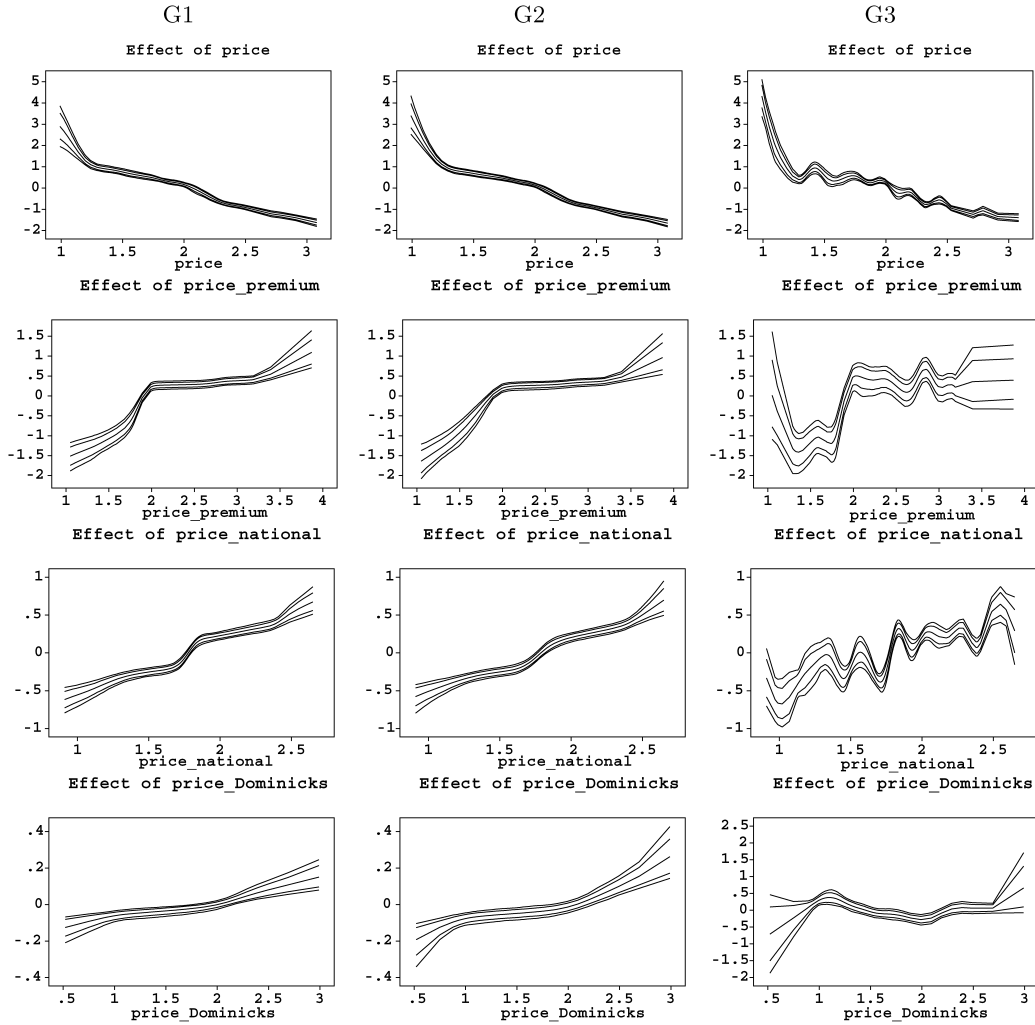 G1 G2 G3
Effect of price Effect of price Effect of price
5 5 5
4 4 4
3 3 3
2 2 2
1 1 1
0 0 0
-1 -1 -1
-2 -2 -2
1 1.5 2 2.5 3 1 1.5 2 2.5 3 1 1.5 2 2.5 3
price price price
Effect of price_premium Effect of price_premium Effect of price_premium
1.5 1.5 1.5
1 1 1
.5 .5 .5
0 0 0
-.5 -.5 -.5
-1 -1 -1
-1.5 -1.5 -1.5
-2 -2 -2
1 1.5 2 2.5 3 3.5 4 1 1.5 2 2.5 3 3.5 4 1 1.5 2 2.5 3 3.5 4
price_premium price_premium price_premium
Effect of price_national Effect of price_national Effect of price_national
1 1 1
.5 .5 .5
0 0 0
-.5 -.5 -.5
-1 -1 -1
1 1.5 2 2.5 1 1.5 2 2.5 1 1.5 2 2.5
price_national price_national price_national
Effect of price_Dominicks Effect of price_Dominicks Effect of price_Dominicks
.4 .4 2.5
.2 .2 2
0 0 1.5
-.2 -.2 1
-.4 -.4 .5
0
-.5
-1
-1.5
-2
.5 1 1.5 2 2.5 3 .5 1 1.5 2 2.5 3 .5 1 1.5 2 2.5 3
price_Dominicks price_Dominicks price_Dominicks